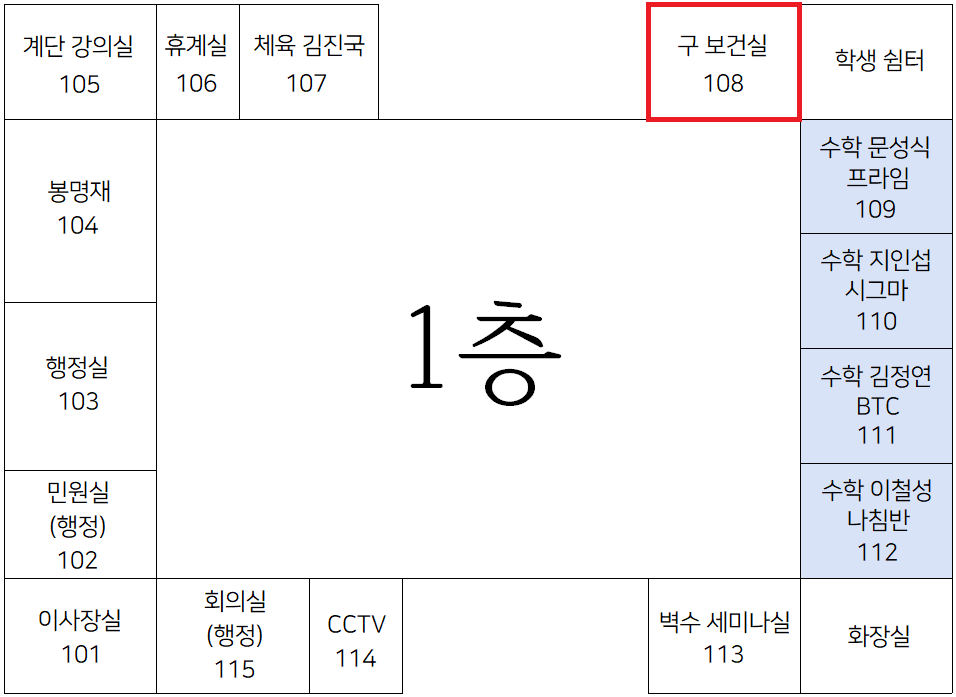 계단 강의실
105
휴계실
106
체육 김진국
107
구 보건실
108
학생 쉼터
봉명재
104
수학 문성식
프라임
109
수학 지인섭
시그마
110
1층
행정실
103
수학 김정연
BTC
111
민원실
(행정)
102
수학 이철성
나침반
112
이사장실
101
회의실
(행정)
115
CCTV
114
벽수 세미나실
113
화장실